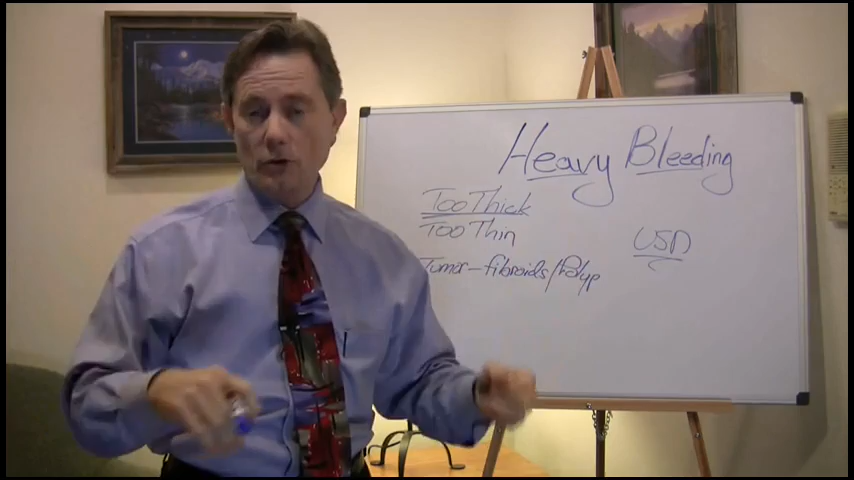 Heavy Bleeding
Too Thick
Too Thin
USD
Tumor - fibroids/Polyp